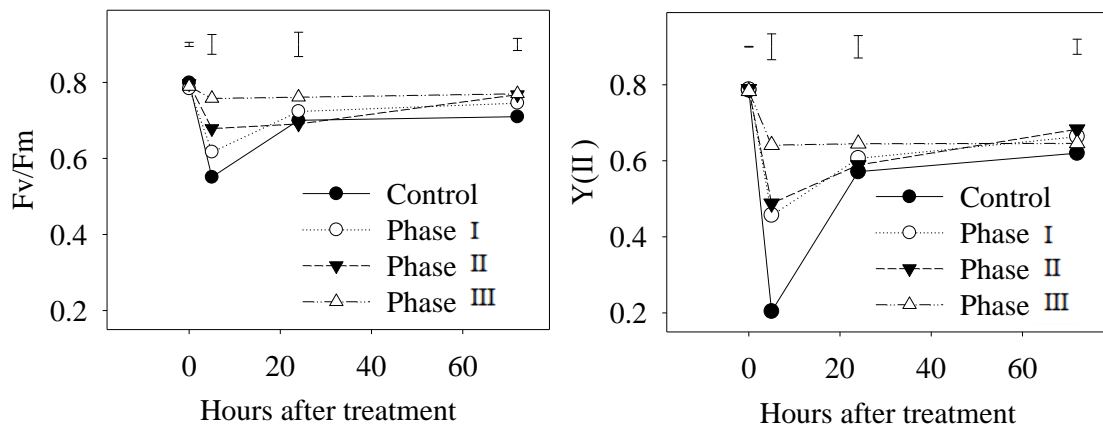 Fv/Fm
0.8
0.6
0.4
0.2
Control
Phase I
Phase II
Phase III
0 20 40 60
Hours after treatment
Y(II )
0.8
0.6
0.4
0.2
Control
Phase I
Phase II
Phase III
0 20 40 60
Hours after treatment